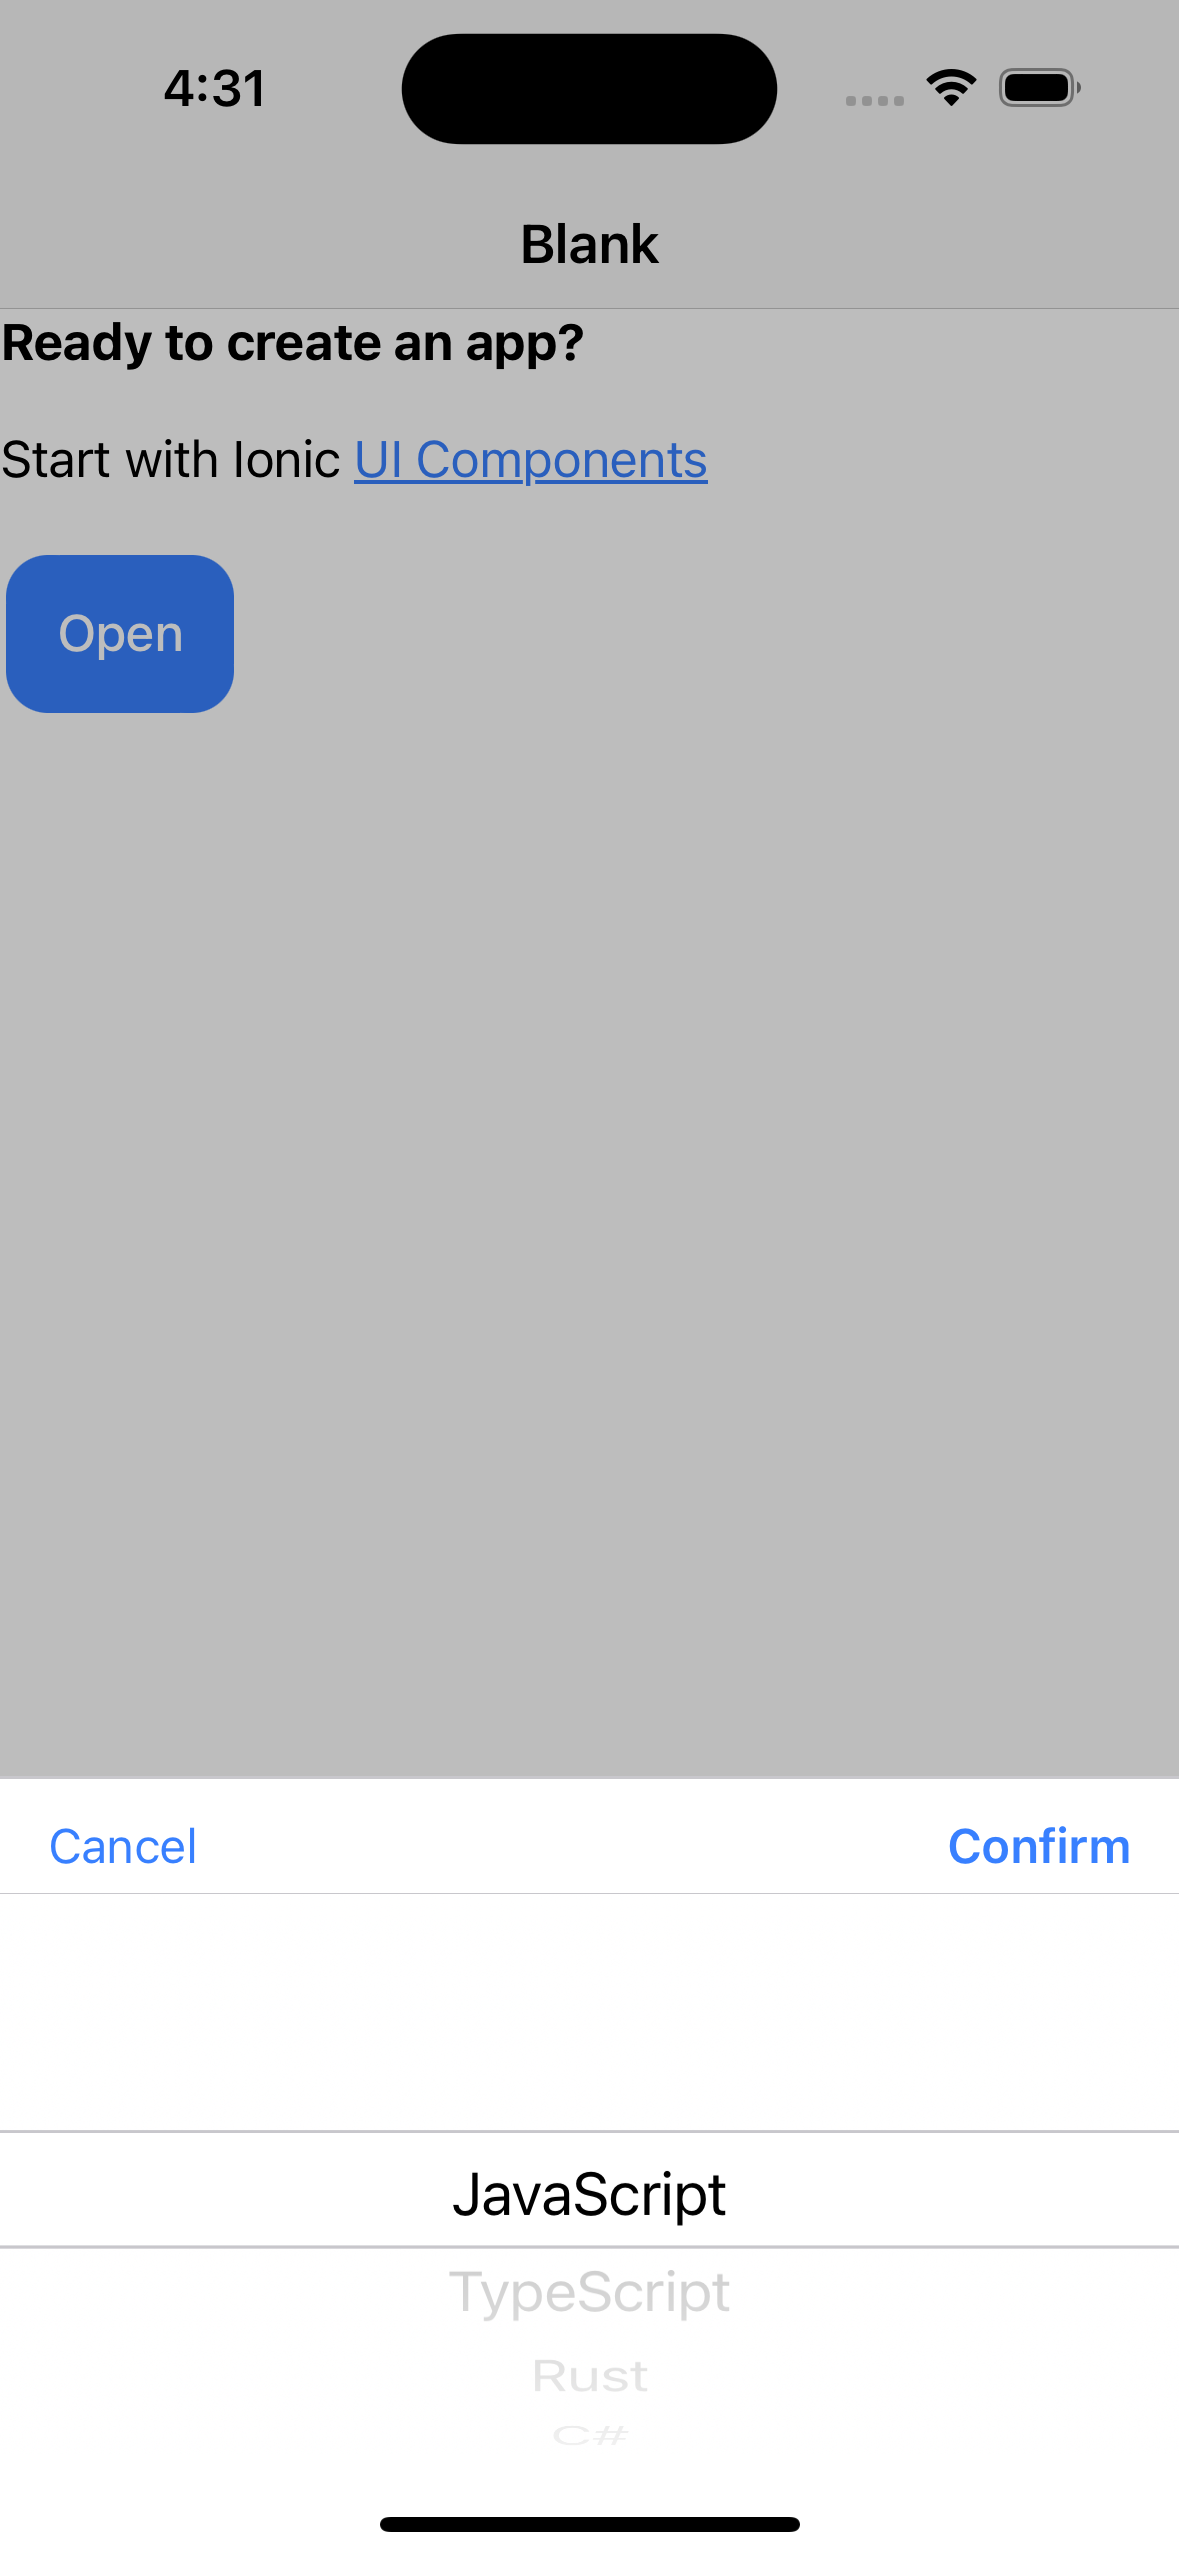 4:31
Blank
Ready to create an app?
Start with Ionic UI Components
Open
Cancel Confirm
JavaScript
TypeScript
Rust
C#